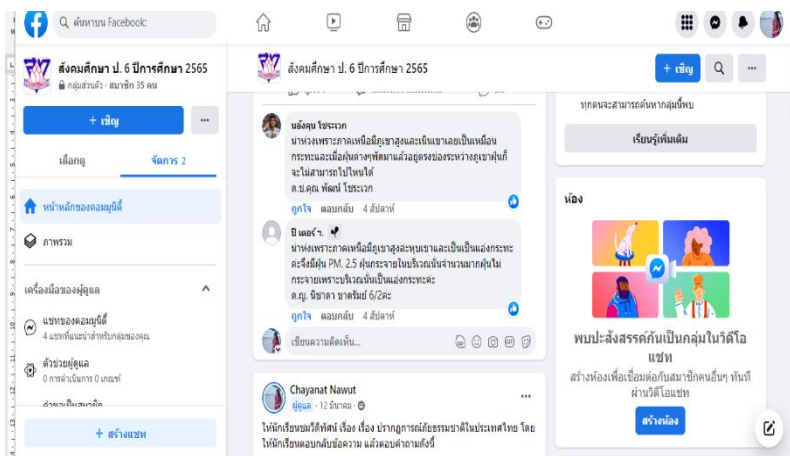 ค้นหาบน Facebook
สังคมศึกษา ป. 6 ปีการศึกษา 2565
กลุ่มส่วนตัว · สมาชิก 35 คน
+ เชิญ
เลือกดู
จัดการ 2
หน้าหลักของคอมมูนิตี้
ภาพรวม
เครื่องมือของผู้ดูแล
แชทของคอมมูนิตี้
4 แชทที่แนะนำสำหรับกลุ่มของคุณ
ตัวช่วยผู้ดูแล
0 การดำเนินการ 0 เกณฑ์
+ สร้างแชท
สังคมศึกษา ป. 6 ปีการศึกษา 2565
+ เชิญ
น้องคุน โชระเวก
น่าห่วงเพราะภาคเหนือมีภูเขาสูงและเนินเขาเลยเป็นเหมือน
กระทะและเมื่อฝุ่นต่างๆพัดมาแล้วอยู่ตรงช่องระหว่างภูเขาฝุ่นก็
จะไม่สามารถไปไหนได้
ด.ช.คุณ พัฒน์ โชระเวก
ถูกใจ ตอบกลับ 4 สัปดาห์
ปี เตอร์ ฯ.
น่าห่งเพราะภาคเหนือมีภูเขาสูงละหุบเขาและเป็นเป็นแอ่งกระทะ
ค่ะจึงมีฝุ่น PM. 2.5 ฝุ่นกระจายในบริเวณนั่นจำนวนมากฝุ่นไม่
กระจายเพราะบริเวณนั่นเป็นแอ่งกระทะค่ะ
ด.ญ. นิชาดา ชาตรีมย์ 6/2ค่ะ
ถูกใจ ตอบกลับ 4 สัปดาห์
เขียนความคิดเห็น...
Chayanat Nawut
ผู้ดูแล · 12 มีนาคม
ให้นักเรียนชมวีดิทัศน์ เรื่อง เรื่อง ปรากฏการณ์ภัยธรรมชาติในประเทศไทย โดย
ให้นักเรียนตอบกลับข้อความ แล้วตอบคำถามดังนี้
ทุกคนจะสามารถค้นหากลุ่มนี้พบ
เรียนรู้เพิ่มเติม
ห้อง
พบปะสังสรรค์กันเป็นกลุ่มในวิดีโอ
แชท
สร้างห้องเพื่อเชื่อมต่อกับสมาชิกคนอื่นๆ ทันที
ผ่านวิดีโอแชท
สร้างห้อง